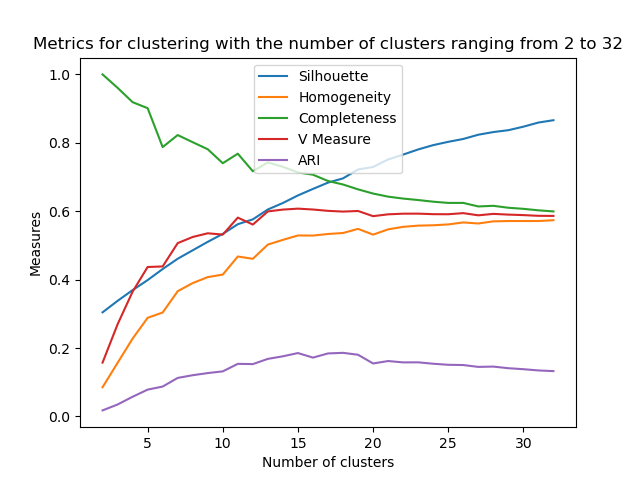 Metrics for clustering with the number of clusters ranging from 2 to 32
Silhouette
Homogeneity
Completeness
V Measure
ARI
Measures
1.0
0.8
0.6
0.4
0.2
0.0
5 10 15 20 25 30
Number of clusters